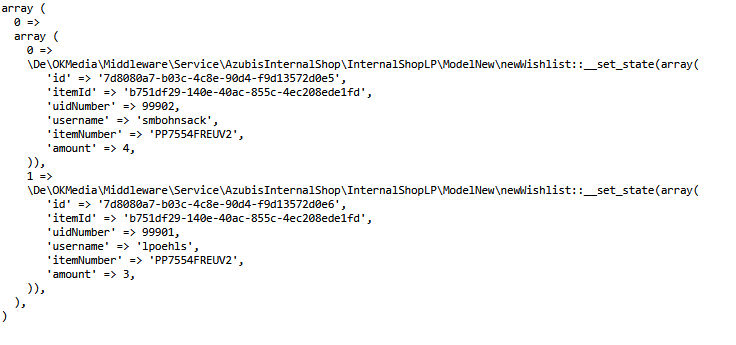 array (
  0 =>
  array (
    0 =>
    \De\OKMedia\Middleware\Service\AzubisInternalShop\InternalShopLP\ModelNew\newWishlist::__set_state(array(
       'id' => '7d8080a7-b03c-4c8e-90d4-f9d13572d0e5',
       'itemId' => 'b751df29-140e-40ac-855c-4ec208ede1fd',
       'uidNumber' => 99902,
       'username' => 'smbohnsack',
       'itemNumber' => 'PP7554FREUV2',
       'amount' => 4,
    )),
    1 =>
    \De\OKMedia\Middleware\Service\AzubisInternalShop\InternalShopLP\ModelNew\newWishlist::__set_state(array(
       'id' => '7d8080a7-b03c-4c8e-90d4-f9d13572d0e6',
       'itemId' => 'b751df29-140e-40ac-855c-4ec208ede1fd',
       'uidNumber' => 99901,
       'username' => 'lpoehls',
       'itemNumber' => 'PP7554FREUV2',
       'amount' => 3,
    )),
  ),
)